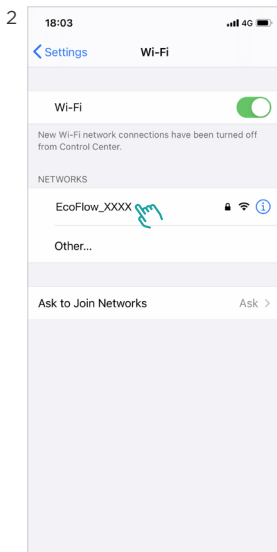 2
18:03
4G
Settings
Wi-Fi
Wi-Fi
New Wi-Fi network connections have been turned off
from Control Center.
NETWORKS
EcoFlow_XXXX
Other...
Ask to Join Networks
Ask